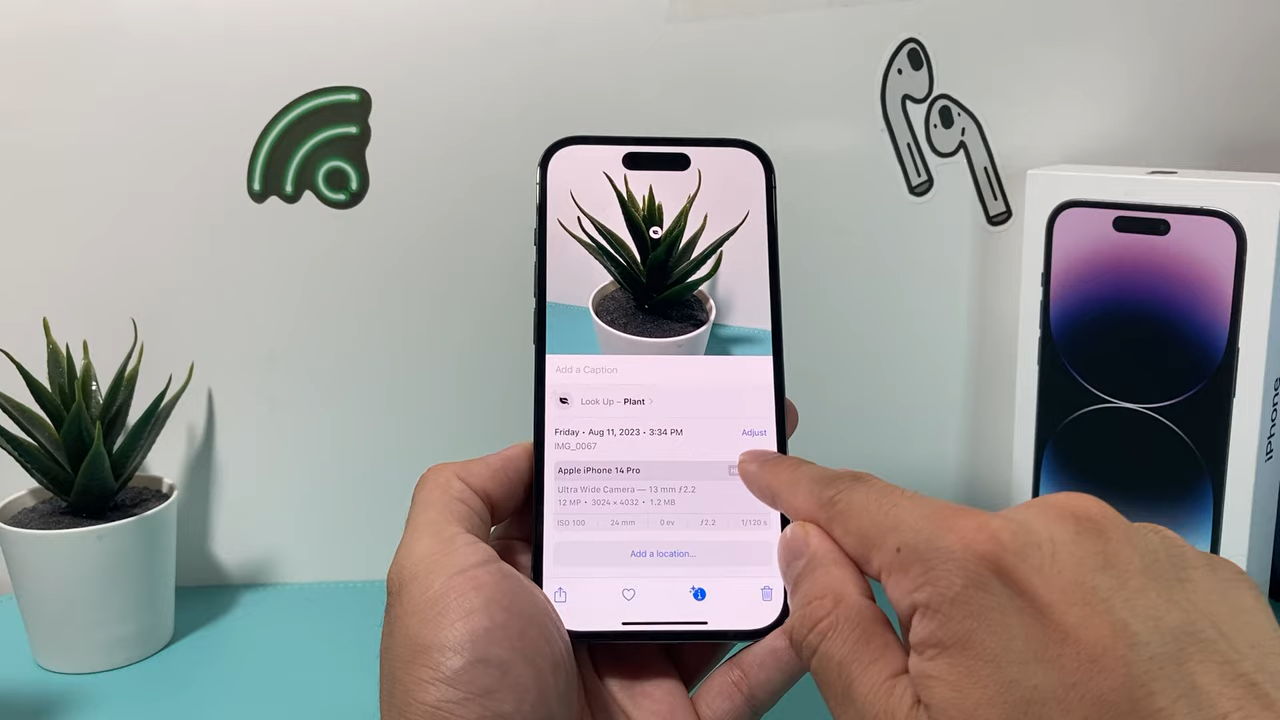 Add a Caption
Look Up – Plant
Friday • Aug 11, 2023 • 3:34 PM
Adjust
IMG_0067
Apple iPhone 14 Pro
Ultra Wide Camera — 13 mm ƒ2.2
12 MP • 3024 × 4032 • 1.2 MB
ISO 100 24 mm 0 ev ƒ2.2 1/120 s
Add a location...
iPhone